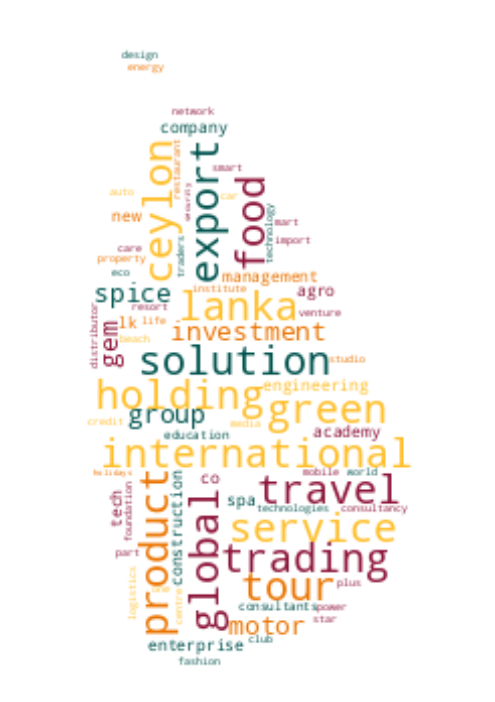 design
energy
network
company
ceylon
restaurant
export
smart
food
security
auto
car
new
traders
technology
mart
import
care
property
eco
management
institute
spice
agro
resort
lanka
venture
distributor
gem
lk
life
investment
beach
solution
studio
holding
engineering
green
group
credit
media
education
academy
international
holidays
mobile
world
product
construction
co
global
travel
tech
foundation
spa
technologies
consultancy
service
part
trading
logistics
centre
tour
plus
consultants
power
star
motor
enterprise
club
fashion